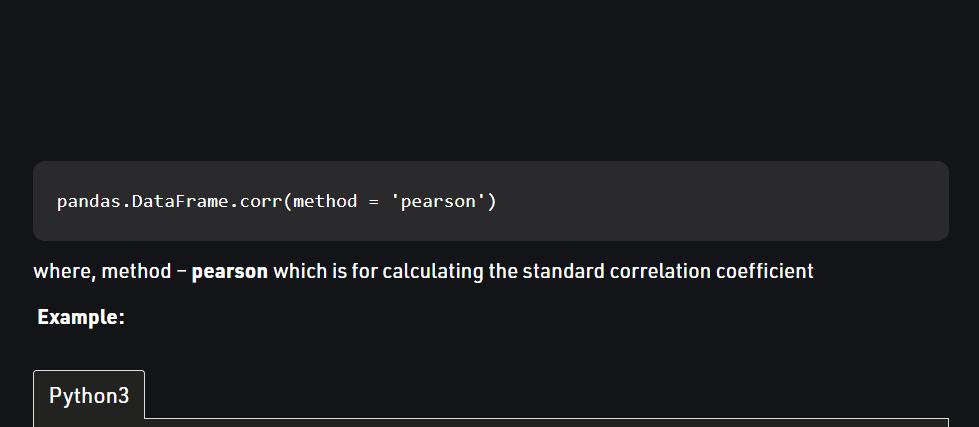 pandas.DataFrame.corr(method = 'pearson')
where, method – pearson which is for calculating the standard correlation coefficient
Example:
Python3